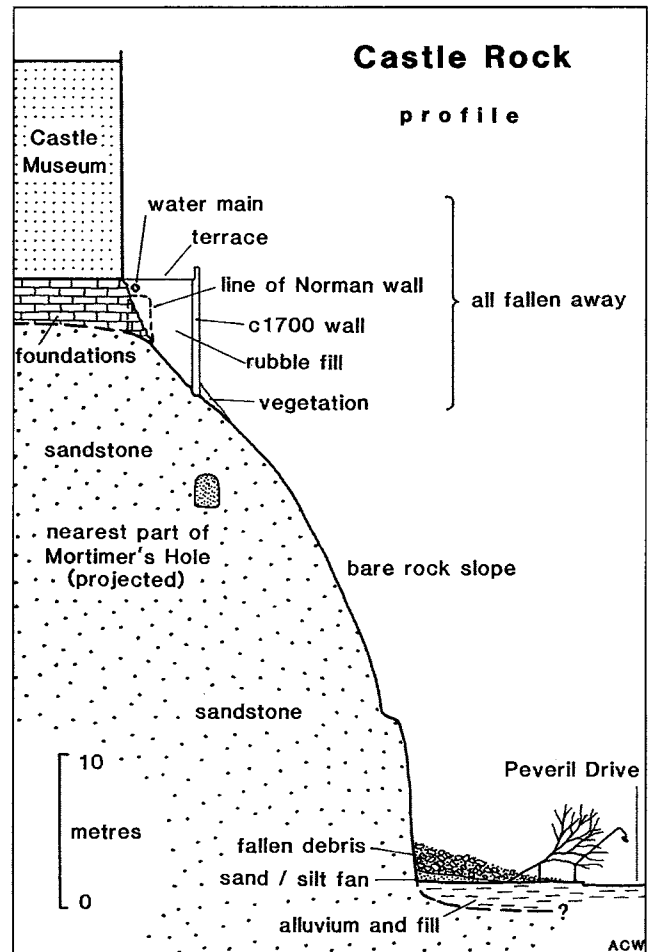 Castle Rock
profile
Castle
Museum
water main
terrace
line of Norman wall
c1700 wall
all fallen away
foundations
rubble fill
vegetation
sandstone
nearest part of
Mortimer's Hole
(projected)
bare rock slope
sandstone
10
metres
0
Peveril Drive
fallen debris
sand / silt fan
alluvium and fill
?
ACW